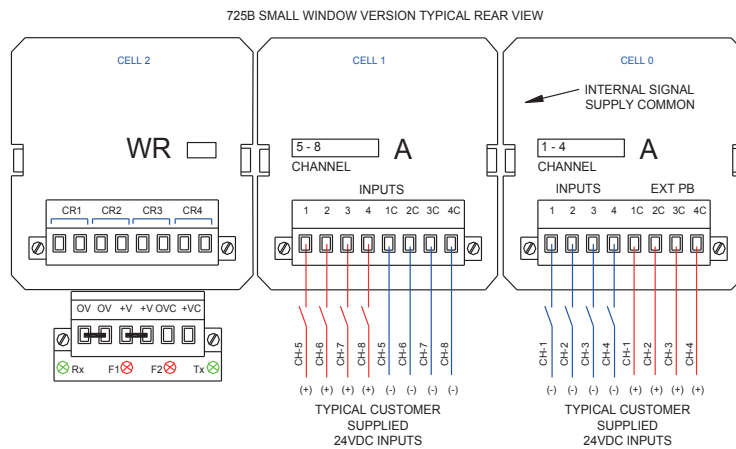 725B SMALL WINDOW VERSION TYPICAL REAR VIEW
CELL 2
WR
CR1 CR2 CR3 CR4
OV OV +V +V OVC +VC
Rx F1 F2 Tx
CELL 1
5 - 8
A
CHANNEL
INPUTS
1 2 3 4 1C 2C 3C 4C
CH-5 CH-6 CH-7 CH-8 CH-5 CH-6 CH-7 CH-8
(+) (+) (+) (+) (-) (-) (-) (-)
TYPICAL CUSTOMER
SUPPLIED
24VDC INPUTS
CELL 0
INTERNAL SIGNAL
SUPPLY COMMON
1 - 4
A
CHANNEL
INPUTS EXT PB
1 2 3 4 1C 2C 3C 4C
CH-1 CH-2 CH-3 CH-4 CH-1 CH-2 CH-3 CH-4
(-) (-) (-) (-) (+) (+) (+) (+)
TYPICAL CUSTOMER
SUPPLIED
24VDC INPUTS